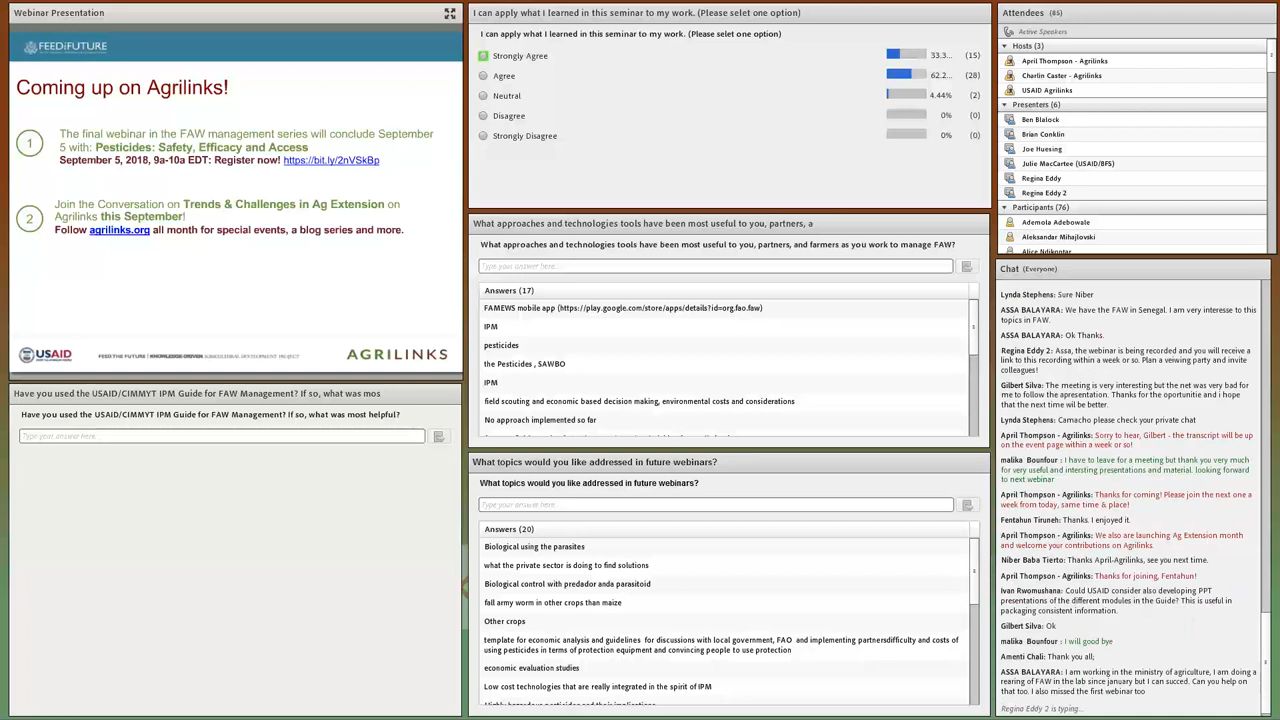 Webinar Presentation
FEED the FUTURE
Coming up on Agrilinks!
1
The final webinar in the FAW management series will conclude September
5 with: Pesticides: Safety, Efficacy and Access
September 5, 2018, 9a-10a EDT: Register now! https://bit.ly/2nVSkBp
2
Join the Conversation on Trends & Challenges in Ag Extension on
Agrilinks this September!
Follow agrilinks.org all month for special events, a blog series and more.
USAID
FEED THE FUTURE KNOWLEDGE-DRIVEN AGRICULTURAL DEVELOPMENT PROJECT
AGRILINKS
Have you used the USAID/CIMMYT IPM Guide for FAW Management? If so, what was mos
Have you used the USAID/CIMMYT IPM Guide for FAW Management? If so, what was most helpful?
Type your answer here...
I can apply what I learned in this seminar to my work. (Please selet one option)
I can apply what I learned in this seminar to my work. (Please selet one option)
Strongly Agree 33.3... (15)
Agree 62.2... (28)
Neutral 4.44% (2)
Disagree 0% (0)
Strongly Disagree 0% (0)
What approaches and technologies tools have been most useful to you, partners, a
What approaches and technologies tools have been most useful to you, partners, and farmers as you work to manage FAW?
Type your answer here...
Answers (17)
FAMEWS mobile app (https://play.google.com/store/apps/details?id=org.fao.faw)
IPM
pesticides
the Pesticides , SAWBO
IPM
field scouting and economic based decision making, environmental costs and considerations
No approach implemented so far
What topics would you like addressed in future webinars?
What topics would you like addressed in future webinars?
Type your answer here...
Answers (20)
Biological using the parasites
what the private sector is doing to find solutions
Biological control with predador anda parasitoid
fall army worm in other crops than maize
Other crops
template for economic analysis and guidelines for discussions with local government, FAO and implementing partnersdifficulty and costs of
using pesticides in terms of protection equipment and convincing people to use protection
economic evaluation studies
Low cost technologies that are really integrated in the spirit of IPM
Highly hazardous pesticides and their implications
Attendees (85)
Active Speakers
Hosts (3)
April Thompson - Agrilinks
Charlin Caster - Agrilinks
USAID Agrilinks
Presenters (6)
Ben Blalock
Brian Conklin
Joe Huesing
Julie MacCartee (USAID/BFS)
Regina Eddy
Regina Eddy 2
Participants (76)
Ademola Adebowale
Aleksandar Mihajlovski
Alice Ndikontar
Chat (Everyone)
Lynda Stephens: Sure Niber
ASSA BALAYARA: We have the FAW in Senegal. I am very interesse to this
topics in FAW.
ASSA BALAYARA: Ok Thanks.
Regina Eddy 2: Assa, the webinar is being recorded and you will receive a
link to this recording within a week or so. Plan a veiwing party and invite
colleagues!
Gilbert Silva: The meeting is very interesting but the net was very bad for
me to follow the apresentation. Thanks for the oportunitie and i hope
that the next time wil be better.
Lynda Stephens: Camacho please check your private chat
April Thompson - Agrilinks: Sorry to hear, Gilbert - the transcript will be up
on the event page within a week or so!
malika Bounfour : I have to leave for a meeting but thank you very much
for very useful and intersting presentations and material. looking forward
to next webinar
April Thompson - Agrilinks: Thanks for coming! Please join the next one a
week from today, same time & place!
Fentahun Tiruneh: Thanks. I enjoyed it.
April Thompson - Agrilinks: We also are launching Ag Extension month
and welcome your contributions on Agrilinks.
Niber Baba Tierto: Thanks April-Agrilinks, see you next time.
April Thompson - Agrilinks: Thanks for joining, Fentahun!
Ivan Rwomushana: Could USAID consider also developing PPT
presentations of the different modules in the Guide? This is useful in
packaging consistent information.
Gilbert Silva: Ok
malika Bounfour : I will good bye
Amenti Chali: Thank you all;
ASSA BALAYARA: I am working in the ministry of agriculture, I am doing a
rearing of FAW in the lab since january but I can succed. Can you help on
that too. I also missed the first webinar too
Regina Eddy 2 is typing...